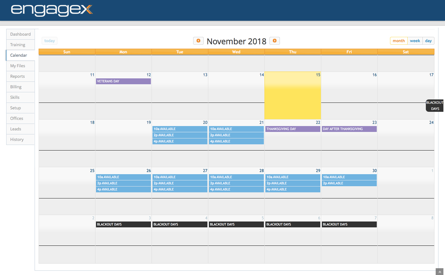 engagex
Dashboard
Training
Calendar
My Files
Reports
Billing
Skills
Setup
Offices
Leads
History
today
November 2018
month week day
Sun Mon Tue Wed Thu Fri Sat
11 12 13 14 15 16 17
VETERANS DAY
BLACKOUT
DAYS
18 19 20 21 22 23 24
10a AVAILABLE 10a AVAILABLE THANKSGIVING DAY DAY AFTER THANKSGIVING
2p AVAILABLE 2p AVAILABLE
4p AVAILABLE 4p AVAILABLE
25 26 27 28 29 30 1
10a AVAILABLE 10a AVAILABLE 10a AVAILABLE 10a AVAILABLE 10a AVAILABLE
2p AVAILABLE 2p AVAILABLE 2p AVAILABLE 2p AVAILABLE 2p AVAILABLE
4p AVAILABLE 4p AVAILABLE 4p AVAILABLE 4p AVAILABLE
2 3 4 5 6 7 8
BLACKOUT DAYS BLACKOUT DAYS BLACKOUT DAYS BLACKOUT DAYS BLACKOUT DAYS